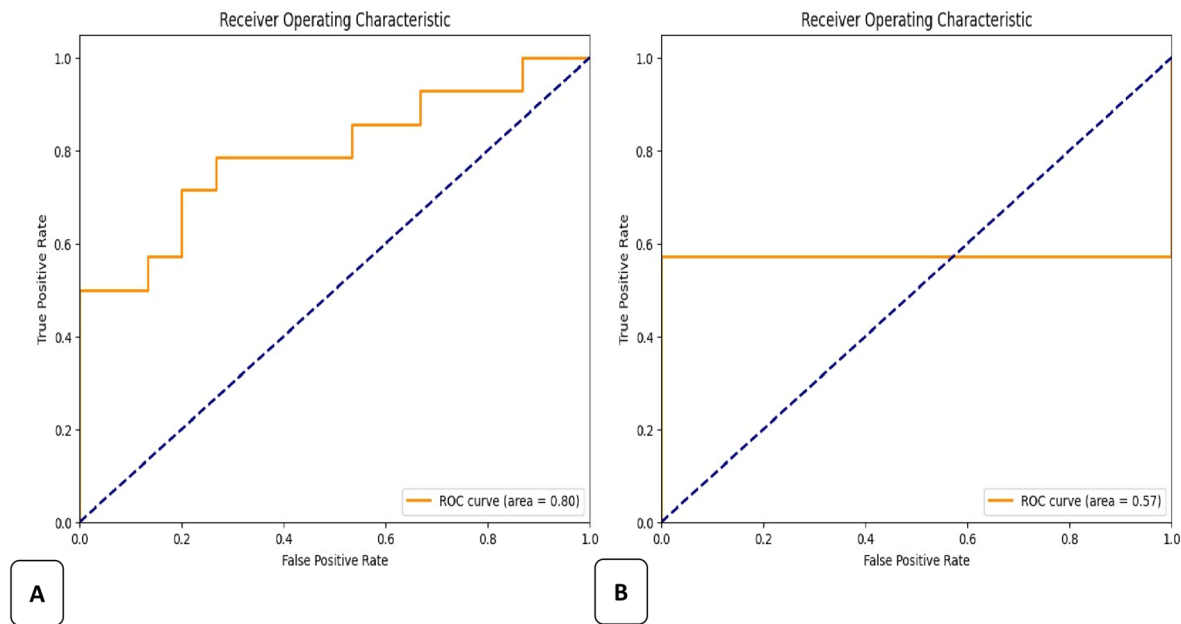 Receiver Operating Characteristic
1.0
0.8
0.6
0.4
0.2
0.0
True Positive Rate
ROC curve (area = 0.80)
0.0 0.2 0.4 0.6 0.8 1.0
False Positive Rate
A
Receiver Operating Characteristic
1.0
0.8
0.6
0.4
0.2
0.0
True Positive Rate
ROC curve (area = 0.57)
0.0 0.2 0.4 0.6 0.8 1.0
False Positive Rate
B